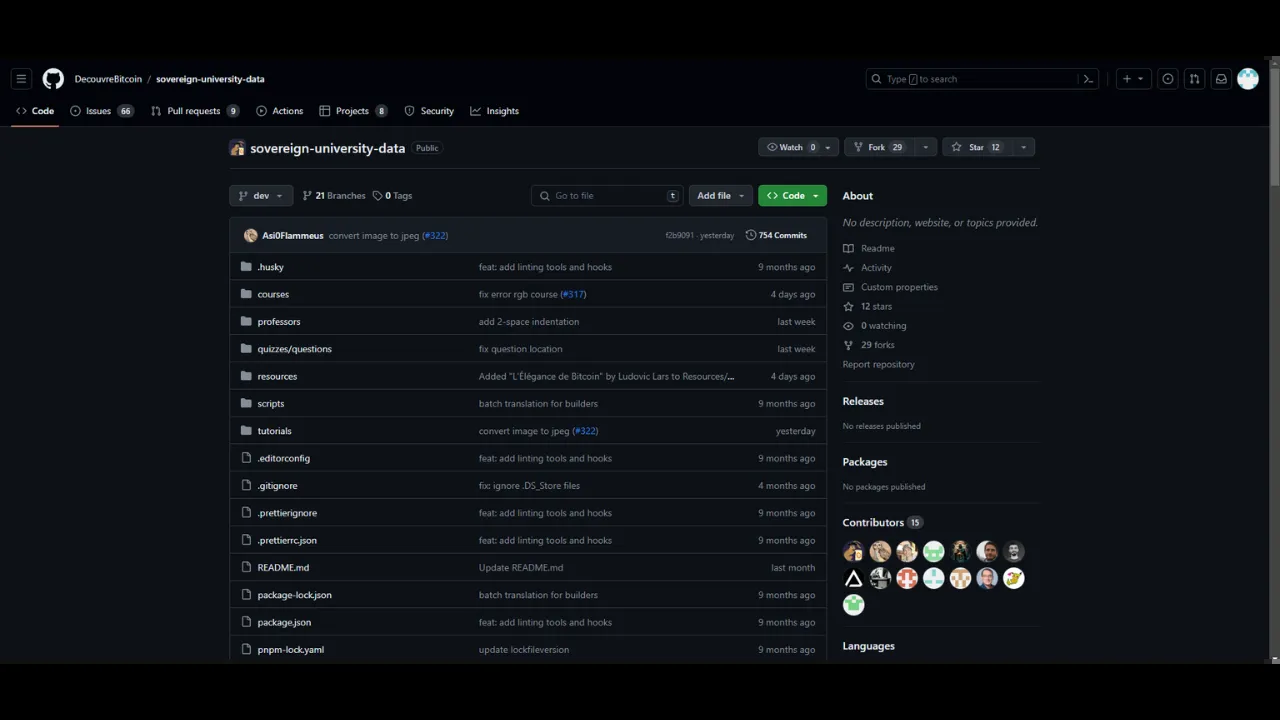 DecouvreBitcoin / sovereign-university-data
Type / to search
Code Issues 66 Pull requests 9 Actions Projects 8 Security Insights
sovereign-university-data Public
Watch 0 Fork 29 Star 12
dev 21 Branches 0 Tags Go to file t Add file Code
About
No description, website, or topics provided.
Asi0Flammeus convert image to jpeg (#322) f2b9091 · yesterday 754 Commits
Readme
.husky feat: add linting tools and hooks 9 months ago
Activity
courses fix error rgb course (#317) 4 days ago
Custom properties
12 stars
professors add 2-space indentation last week
0 watching
quizzes/questions fix question location last week
29 forks
Report repository
resources Added "L'Élégance de Bitcoin" by Ludovic Lars to Resources/... 4 days ago
scripts batch translation for builders 9 months ago
Releases
No releases published
tutorials convert image to jpeg (#322) yesterday
.editorconfig feat: add linting tools and hooks 9 months ago
Packages
No packages published
.gitignore fix: ignore .DS_Store files 4 months ago
.prettierignore feat: add linting tools and hooks 9 months ago
Contributors 15
.prettierrc.json feat: add linting tools and hooks 9 months ago
README.md Update README.md last month
package-lock.json batch translation for builders 9 months ago
package.json feat: add linting tools and hooks 9 months ago
Languages
pnpm-lock.yaml update lockfileversion 9 months ago